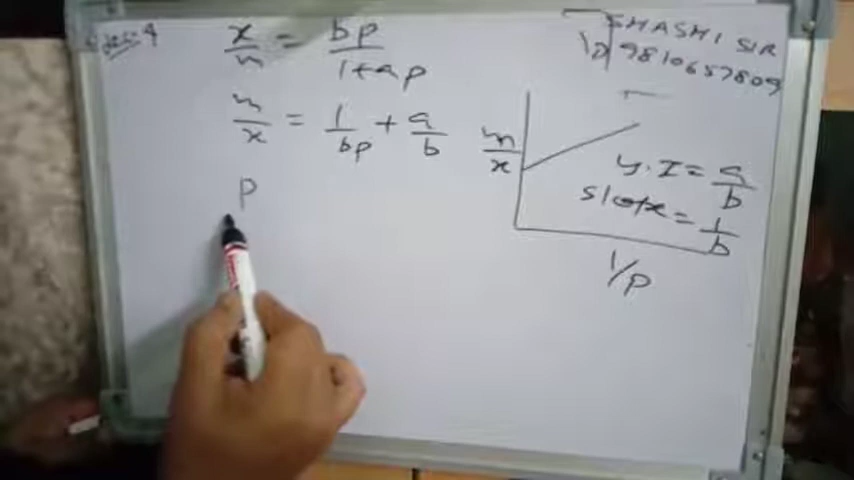 x/m = bp/1+ap
m/x = 1/bp + a/b
p
SHASHI SIR
9810657809
m/x
y.I = a/b
slope = 1/b
1/p